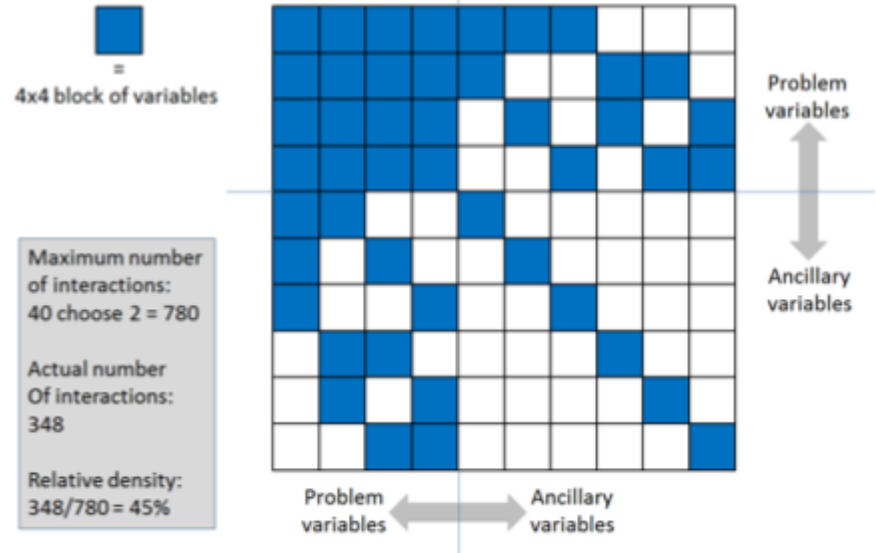 =
4x4 block of variables
Problem
variables
Ancillary
variables
Maximum number
of interactions:
40 choose 2 = 780
Actual number
Of interactions:
348
Relative density:
348/780 = 45%
Problem
variables
Ancillary
variables